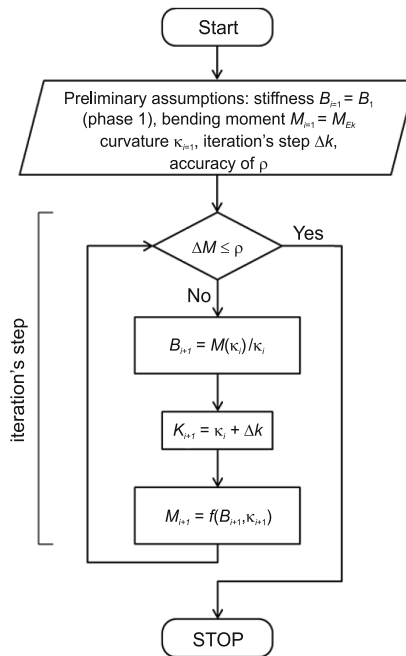 Start
Preliminary assumptions: stiffness B_{i=1} = B_1
(phase 1), bending moment M_{i=1} = M_{Ek}
curvature κ_{i=1}, iteration's step Δk,
accuracy of ρ
ΔM ≤ ρ
Yes
No
B_{i+1} = M(κ_i)/κ_i
K_{i+1} = κ_i + Δk
M_{i+1} = f(B_{i+1},κ_{i+1})
iteration's step
STOP